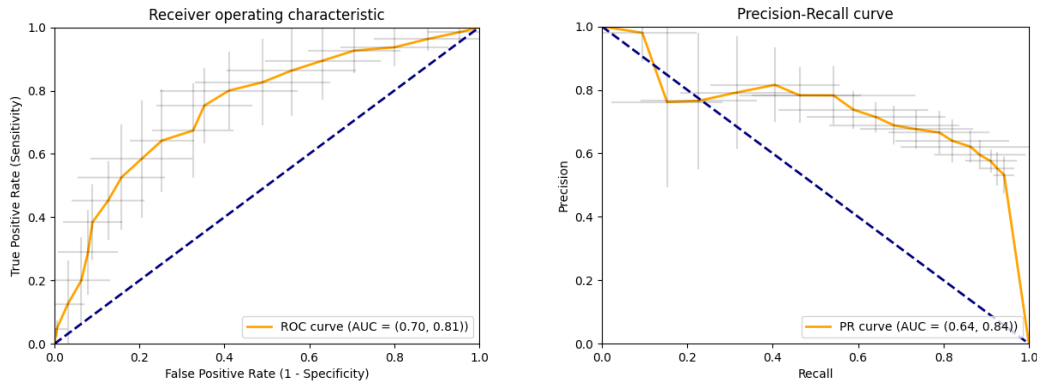 Receiver operating characteristic
True Positive Rate (Sensitivity)
1.0
0.8
0.6
0.4
0.2
0.0
ROC curve (AUC = (0.70, 0.81))
0.0 0.2 0.4 0.6 0.8 1.0
False Positive Rate (1 - Specificity)
Precision-Recall curve
Precision
1.0
0.8
0.6
0.4
0.2
0.0
PR curve (AUC = (0.64, 0.84))
0.0 0.2 0.4 0.6 0.8 1.0
Recall